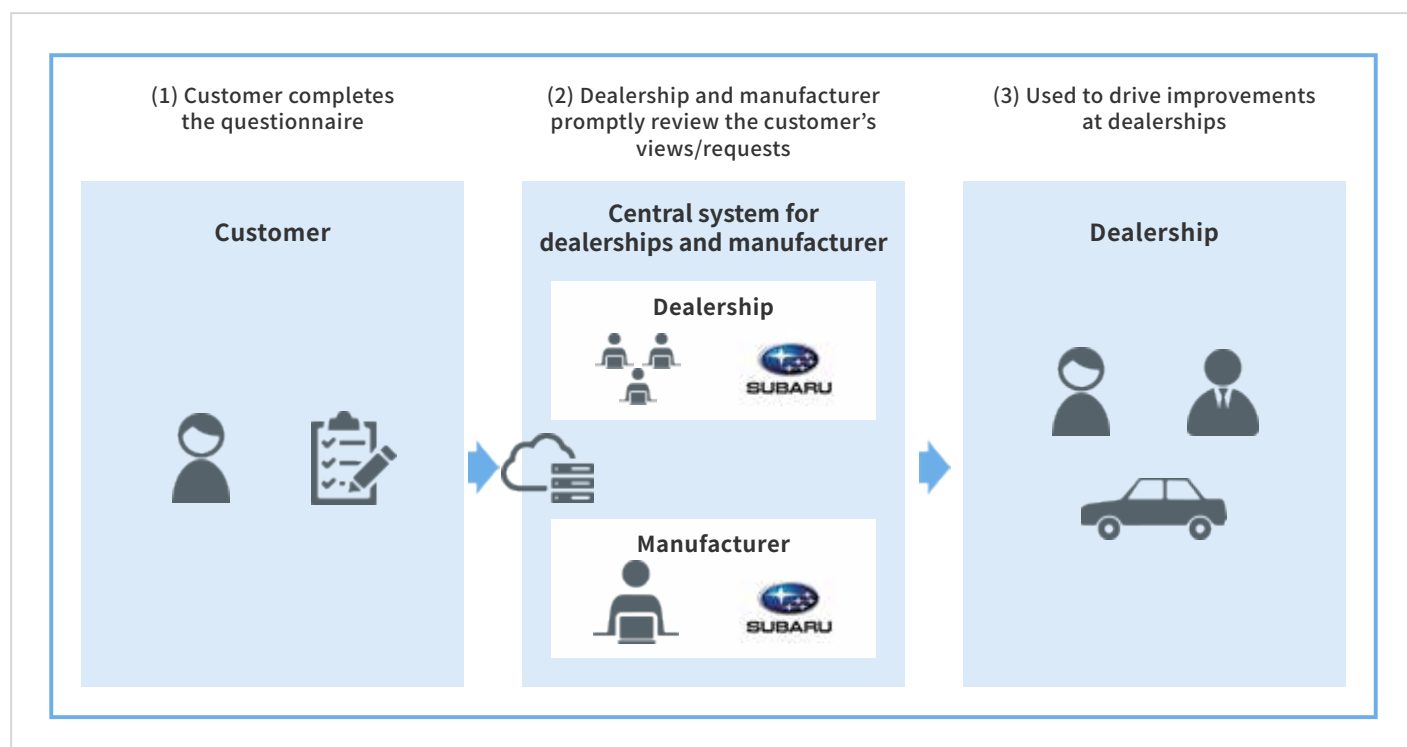 (1) Customer completes
the questionnaire
(2) Dealership and manufacturer
promptly review the customer’s
views/requests
(3) Used to drive improvements
at dealerships
Customer
Central system for
dealerships and manufacturer
Dealership
SUBARU
Manufacturer
SUBARU
Dealership